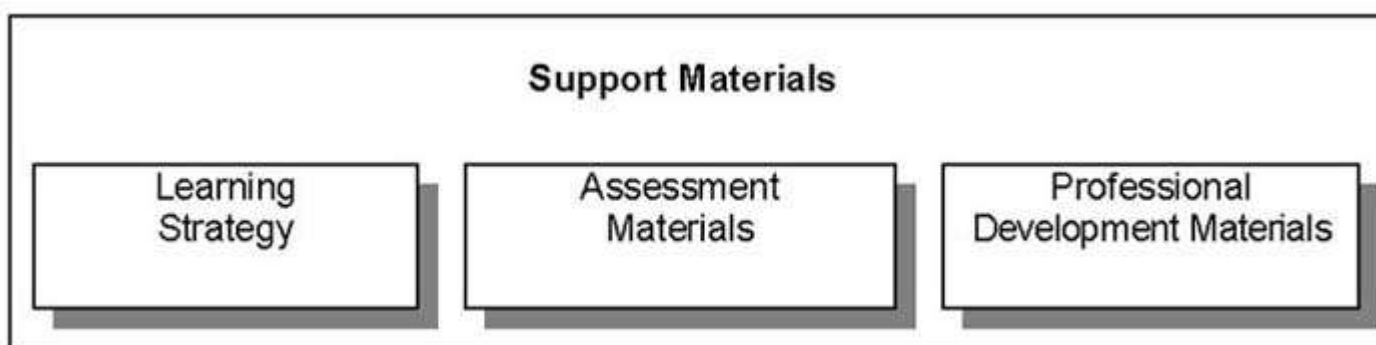 Support Materials
Learning
Strategy
Assessment
Materials
Professional
Development Materials